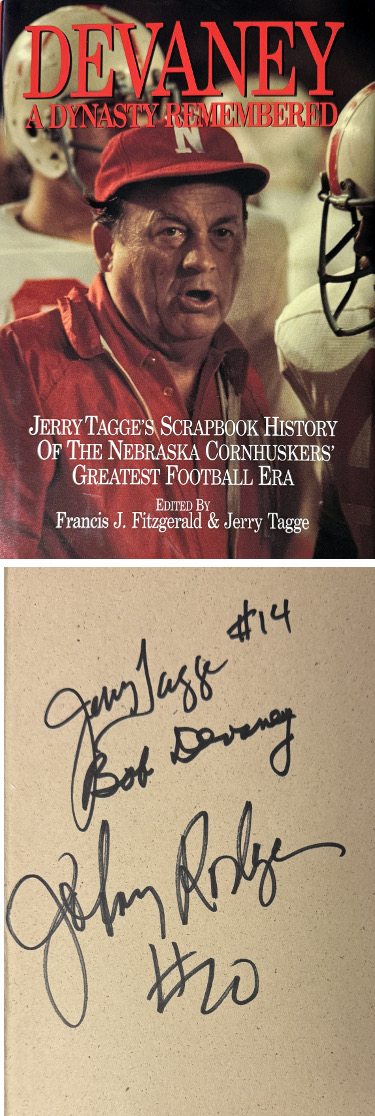 DEVANEY
A DYNASTY REMEMBERED
N
JERRY TAGGE'S SCRAPBOOK HISTORY
OF THE NEBRASKA CORNHUSKERS'
GREATEST FOOTBALL ERA
EDITED BY
FRANCIS J. FITZGERALD & JERRY TAGGE
Jerry Tagge #14
Bob Devaney
Johnny Rodgers
#20